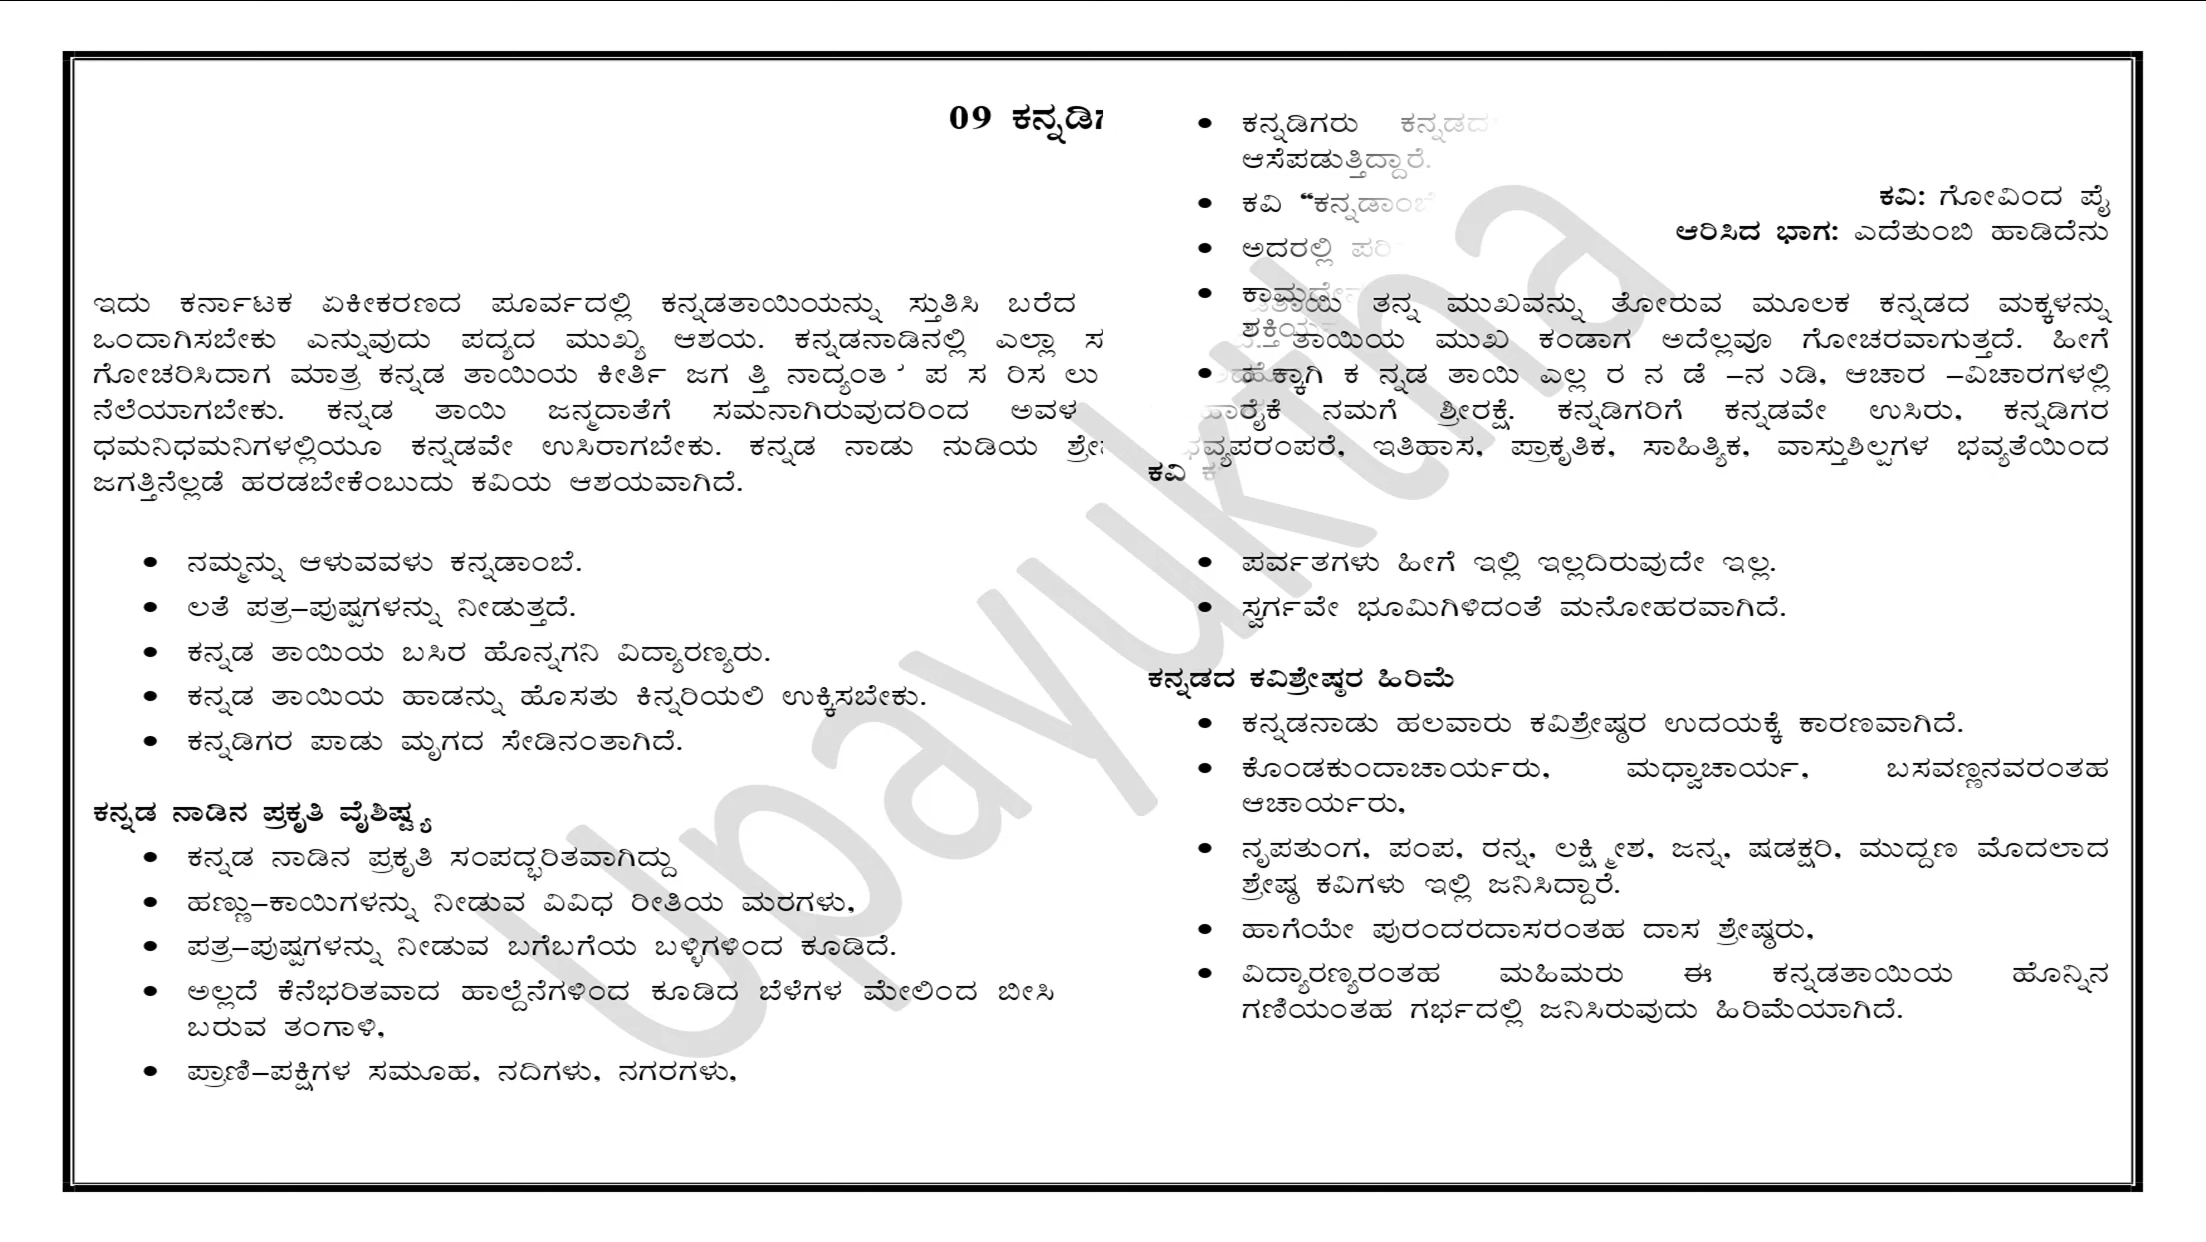 09 ಕನ್ನಡಿಗ
ಕವಿ: ಗೋವಿಂದ ಪೈ
ಆರಿಸಿದ ಭಾಗ: ಎದೆತುಂಬಿ ಹಾಡಿದೆನು
ಇದು ಕರ್ನಾಟಕ ಏಕೀಕರಣದ ಪೂರ್ವದಲ್ಲಿ ಕನ್ನಡತಾಯಿಯನ್ನು ಸ್ತುತಿಸಿ ಬರೆದ ತನ್ನ ಮುಖವನ್ನು ತೋರುವ ಮೂಲಕ ಕನ್ನಡದ ಮಕ್ಕಳನ್ನು
ಒಂದಾಗಿಸಬೇಕು ಎನ್ನುವುದು ಪದ್ಯದ ಮುಖ್ಯ ಆಶಯ. ಕನ್ನಡನಾಡಿನಲ್ಲಿ ಎಲ್ಲಾ ತಾಯಿಯ ಮುಖ ಕಂಡಾಗ ಅದೆಲ್ಲವೂ ಗೋಚರವಾಗುತ್ತದೆ. ಹೀಗೆ
ಗೋಚರಿಸಿದಾಗ ಮಾತ್ರ ಕನ್ನಡ ತಾಯಿಯ ಕೀರ್ತಿ ಕ ನ್ನಡ ತಾಯಿ ಎಲ್ಲ ರ ನ ಡೆ –ನ ುಡಿ, ಆಚಾರ –ವಿಚಾರಗಳಲ್ಲಿ
ನೆಲೆಯಾಗಬೇಕು. ಕನ್ನಡ ತಾಯಿ ಜನ್ಮದಾತೆಗೆ ಸಮನಾಗಿರುವುದರಿಂದ ಅವಳ ಹಾರೈಕೆ ನಮಗೆ ಶ್ರೀರಕ್ಷೆ. ಕನ್ನಡಿಗರಿಗೆ ಕನ್ನಡವೇ ಉಸಿರು, ಕನ್ನಡಿಗರ
ಧಮನಿಧಮನಿಗಳಲ್ಲಿಯೂ ಕನ್ನಡವೇ ಉಸಿರಾಗಬೇಕು. ಕನ್ನಡ ನಾಡು ನುಡಿಯ ಭವ್ಯಪರಂಪರೆ, ಇತಿಹಾಸ, ಪ್ರಾಕೃತಿಕ, ಸಾಹಿತ್ಯಿಕ, ವಾಸ್ತುಶಿಲ್ಪಗಳ ಭವ್ಯತೆಯಿಂದ
ಜಗತ್ತಿನೆಲ್ಲಡೆ ಹರಡಬೇಕೆಂಬುದು ಕವಿಯ ಆಶಯವಾಗಿದೆ.
• ನಮ್ಮನ್ನು ಆಳುವವಳು ಕನ್ನಡಾಂಬೆ.
• ಲತೆ ಪತ್ರ–ಪುಷ್ಪಗಳನ್ನು ನೀಡುತ್ತದೆ.
• ಕನ್ನಡ ತಾಯಿಯ ಬಸಿರ ಹೊನ್ನಗನಿ ವಿದ್ಯಾರಣ್ಯರು.
• ಕನ್ನಡ ತಾಯಿಯ ಹಾಡನ್ನು ಹೊಸತು ಕಿನ್ನರಿಯಲಿ ಉಕ್ಕಿಸಬೇಕು.
• ಕನ್ನಡಿಗರ ಪಾಡು ಮೃಗದ ಸೇಡಿನಂತಾಗಿದೆ.
ಕನ್ನಡ ನಾಡಿನ ಪ್ರಕೃತಿ ವೈಶಿಷ್ಟ್ಯ
• ಕನ್ನಡ ನಾಡಿನ ಪ್ರಕೃತಿ ಸಂಪದ್ಭರಿತವಾಗಿದ್ದು
• ಹಣ್ಣು–ಕಾಯಿಗಳನ್ನು ನೀಡುವ ವಿವಿಧ ರೀತಿಯ ಮರಗಳು,
• ಪತ್ರ–ಪುಷ್ಪಗಳನ್ನು ನೀಡುವ ಬಗೆಬಗೆಯ ಬಳ್ಳಿಗಳಿಂದ ಕೂಡಿದೆ.
• ಅಲ್ಲದೆ ಕೆನೆಭರಿತವಾದ ಹಾಲ್ದೆನೆಗಳಿಂದ ಕೂಡಿದ ಬೆಳೆಗಳ ಮೇಲಿಂದ ಬೀಸಿ
ಬರುವ ತಂಗಾಳಿ,
• ಪ್ರಾಣಿ–ಪಕ್ಷಿಗಳ ಸಮೂಹ, ನದಿಗಳು, ನಗರಗಳು,
• ಕನ್ನಡಿಗರು
ಆಸೆಪಡುತ್ತಿದ್ದಾರೆ.
• ಕವಿ “ಕನ್ನಡಾಂಬೆ
• ಅದರಲ್ಲಿ
ಕವಿ
• ಪರ್ವತಗಳು ಹೀಗೆ ಇಲ್ಲಿ ಇಲ್ಲದಿರುವುದೇ ಇಲ್ಲ.
• ಸ್ವರ್ಗವೇ ಭೂಮಿಗಿಳಿದಂತೆ ಮನೋಹರವಾಗಿದೆ.
ಕನ್ನಡದ ಕವಿಶ್ರೇಷ್ಠರ ಹಿರಿಮೆ
• ಕನ್ನಡನಾಡು ಹಲವಾರು ಕವಿಶ್ರೇಷ್ಠರ ಉದಯಕ್ಕೆ ಕಾರಣವಾಗಿದೆ.
• ಕೊಂಡಕುಂದಾಚಾರ್ಯರು, ಮಧ್ವಾಚಾರ್ಯ, ಬಸವಣ್ಣನವರಂತಹ
ಆಚಾರ್ಯರು,
• ನೃಪತುಂಗ, ಪಂಪ, ರನ್ನ, ಲಕ್ಷ್ಮೀಶ, ಜನ್ನ, ಷಡಕ್ಷರಿ, ಮುದ್ದಣ ಮೊದಲಾದ
ಶ್ರೇಷ್ಠ ಕವಿಗಳು ಇಲ್ಲಿ ಜನಿಸಿದ್ದಾರೆ.
• ಹಾಗೆಯೇ ಪುರಂದರದಾಸರಂತಹ ದಾಸ ಶ್ರೇಷ್ಠರು,
• ವಿದ್ಯಾರಣ್ಯರಂತಹ ಮಹಿಮರು ಈ ಕನ್ನಡತಾಯಿಯ ಹೊನ್ನಿನ
ಗಣಿಯಂತಹ ಗರ್ಭದಲ್ಲಿ ಜನಿಸಿರುವುದು ಹಿರಿಮೆಯಾಗಿದೆ.
Upayuktha